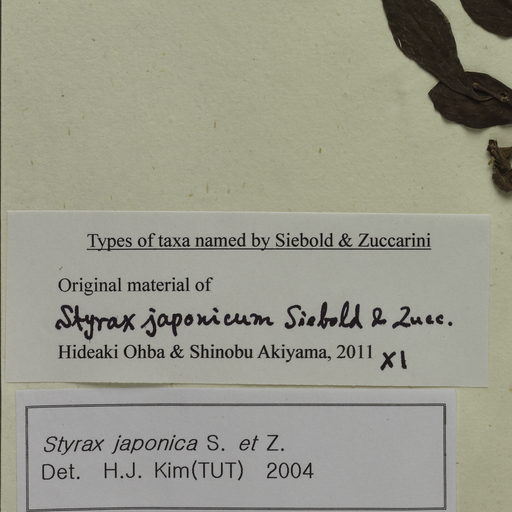 Types of taxa named by Siebold & Zuccarini
Original material of
Styrax japonicum Siebold & Zucc.
Hideaki Ohba & Shinobu Akiyama, 2011 XI
Styrax japonica S. et Z.
Det. H.J. Kim(TUT) 2004